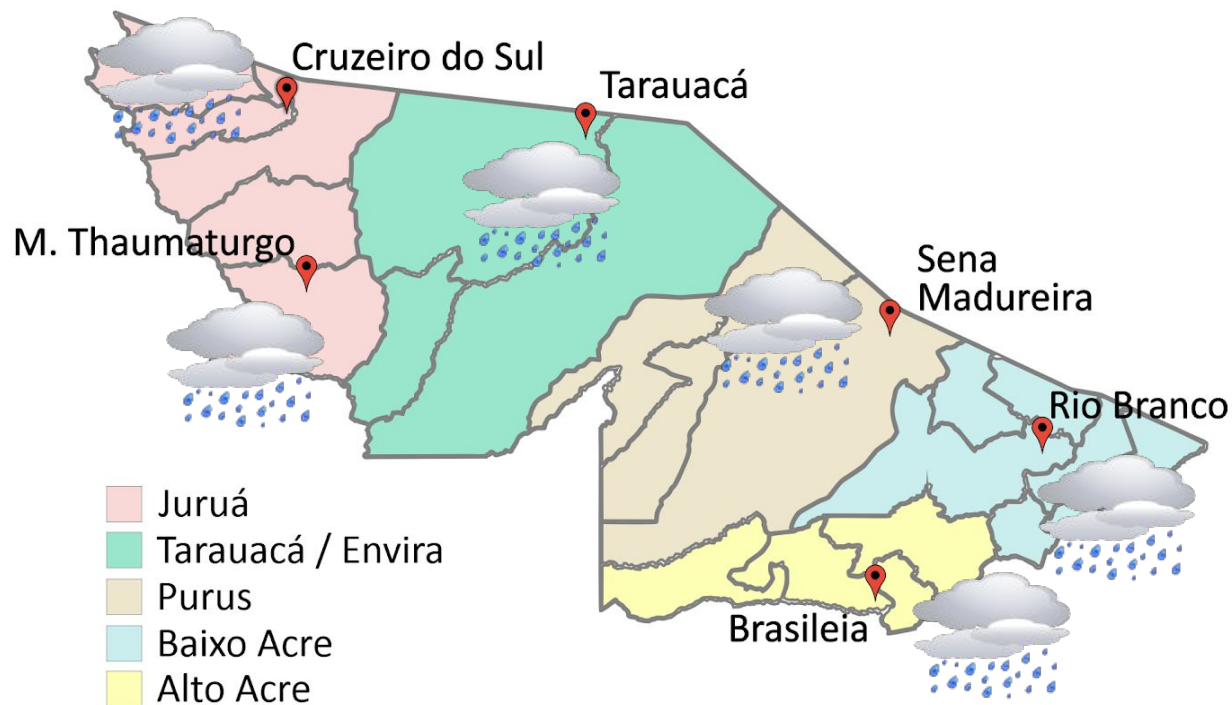 Cruzeiro do Sul
Tarauacá
M. Thaumaturgo
Sena
Madureira
Rio Branco
Brasileia
Juruá
Tarauacá / Envira
Purus
Baixo Acre
Alto Acre